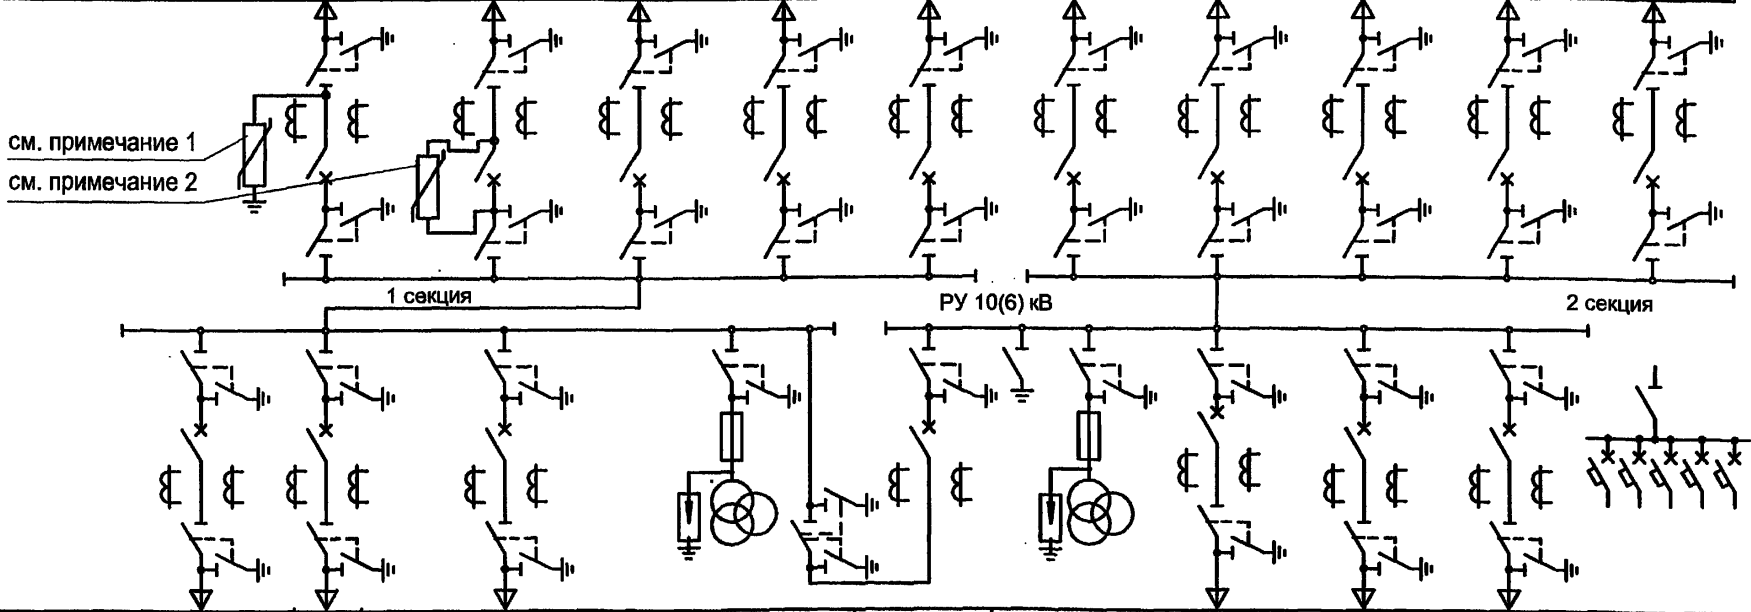 см. примечание 1
см. примечание 2
1 секция
РУ 10(6) кВ
2 секция